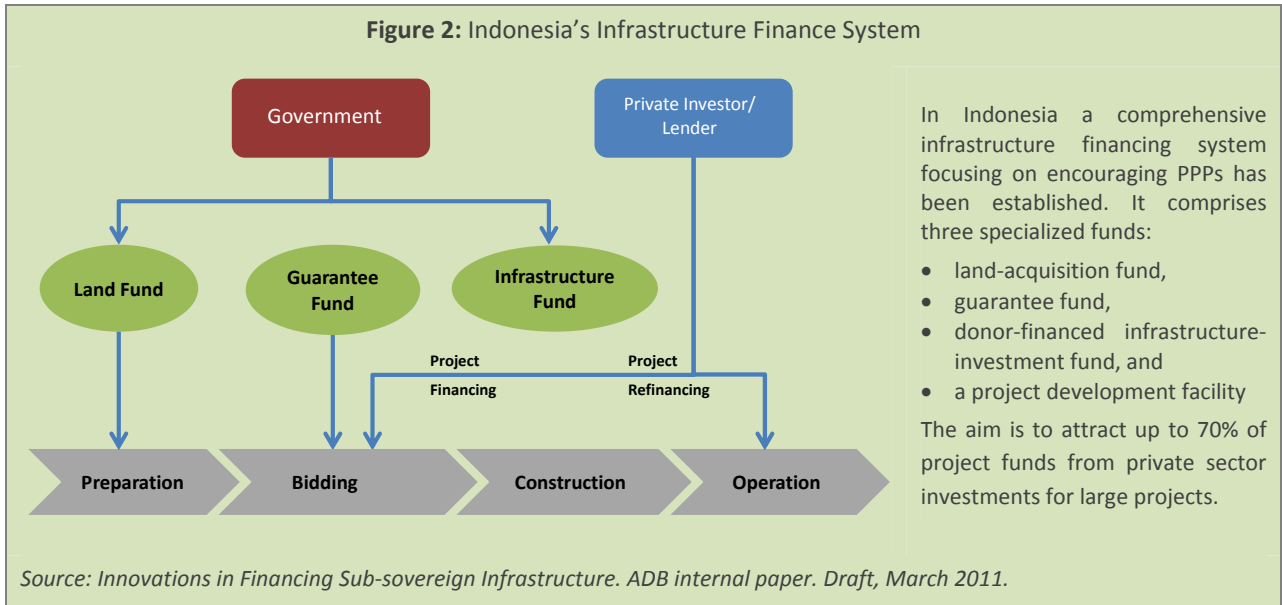 Figure 2: Indonesia’s Infrastructure Finance System
Government
Private Investor/
Lender
Land Fund
Guarantee
Fund
Infrastructure
Fund
Project
Financing
Project
Refinancing
Preparation
Bidding
Construction
Operation
In Indonesia a comprehensive
infrastructure financing system
focusing on encouraging PPPs has
been established. It comprises
three specialized funds:
• land-acquisition fund,
• guarantee fund,
• donor-financed infrastructure-
investment fund, and
• a project development facility
The aim is to attract up to 70% of
project funds from private sector
investments for large projects.
Source: Innovations in Financing Sub-sovereign Infrastructure. ADB internal paper. Draft, March 2011.